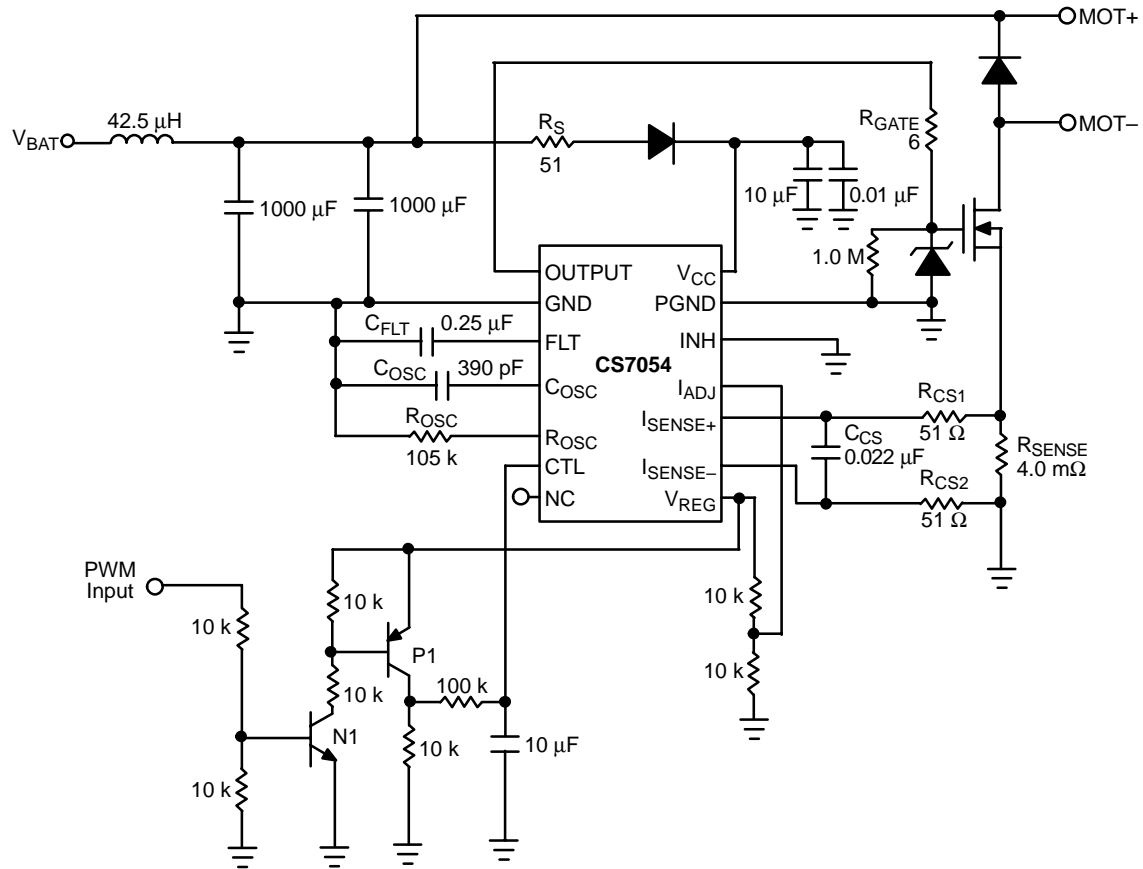 MOT+
42.5 μH
V_BAT
R_S
51
R_GATE
6
MOT–
1000 μF
1000 μF
10 μF
0.01 μF
1.0 M
OUTPUT
V_CC
GND
PGND
C_FLT
0.25 μF
FLT
INH
CS7054
C_OSC
390 pF
C_OSC
I_ADJ
R_OSC
105 k
R_OSC
I_SENSE+
R_CS1
51 Ω
C_CS
0.022 μF
R_SENSE
4.0 mΩ
CTL
I_SENSE–
R_CS2
51 Ω
NC
V_REG
PWM
Input
10 k
10 k
10 k
P1
10 k
100 k
10 k
N1
10 k
10 μF
10 k
10 k